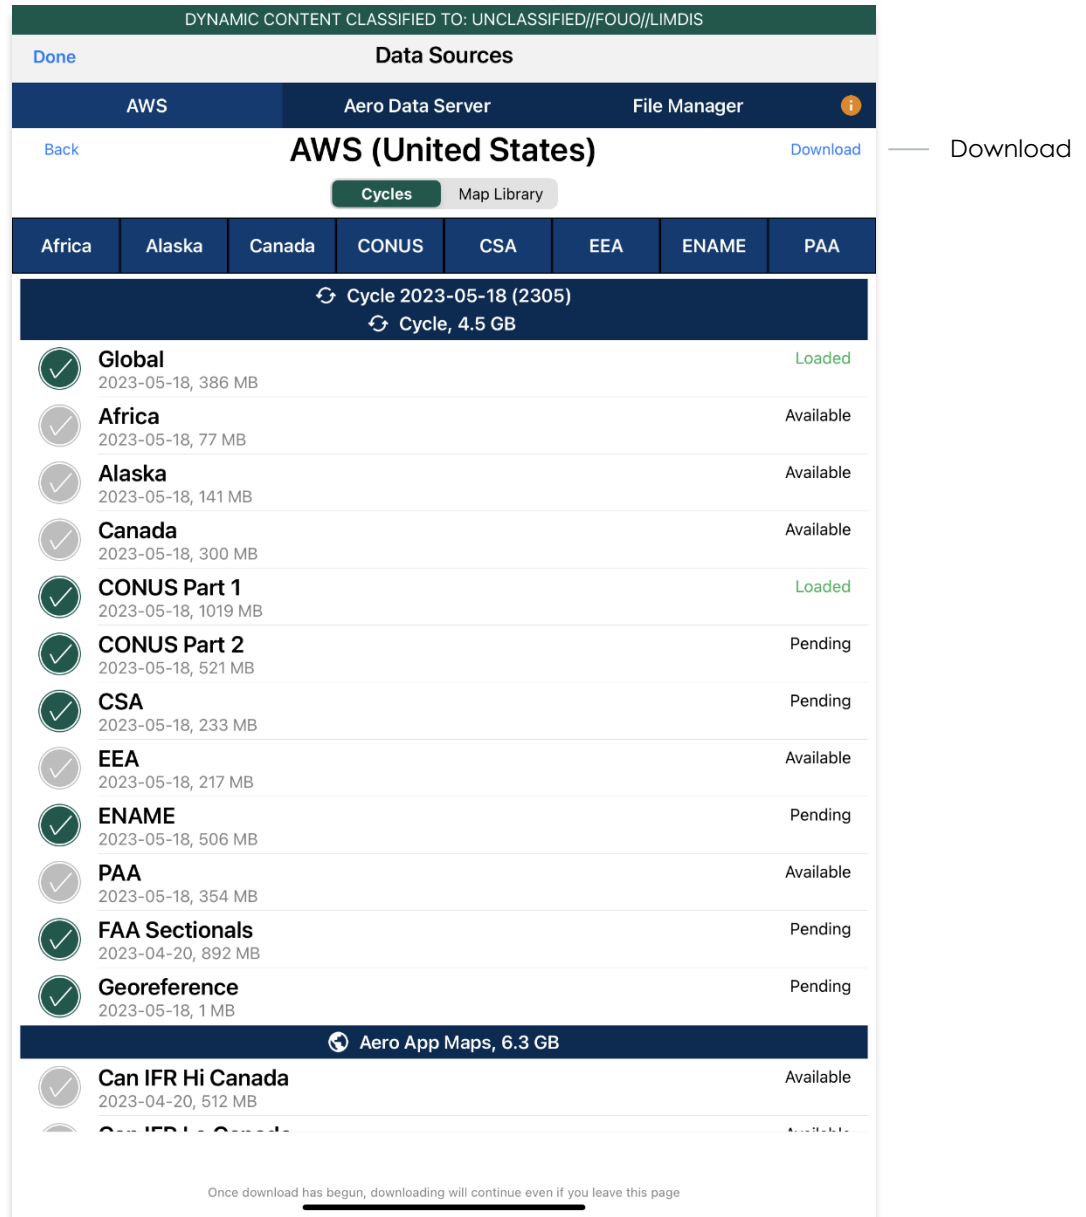 DYNAMIC CONTENT CLASSIFIED TO: UNCLASSIFIED//FOUO//LIMDIS
Done Data Sources
AWS Aero Data Server File Manager i
Back AWS (United States) Download Download
Cycles Map Library
Africa Alaska Canada CONUS CSA EEA ENAME PAA
Cycle 2023-05-18 (2305)
Cycle, 4.5 GB
Global Loaded
2023-05-18, 386 MB
Africa Available
2023-05-18, 77 MB
Alaska Available
2023-05-18, 141 MB
Canada Available
2023-05-18, 300 MB
CONUS Part 1 Loaded
2023-05-18, 1019 MB
CONUS Part 2 Pending
2023-05-18, 521 MB
CSA Pending
2023-05-18, 233 MB
EEA Available
2023-05-18, 217 MB
ENAME Pending
2023-05-18, 506 MB
PAA Available
2023-05-18, 354 MB
FAA Sectionals Pending
2023-04-20, 892 MB
Georeference Pending
2023-05-18, 1 MB
Aero App Maps, 6.3 GB
Can IFR Hi Canada Available
2023-04-20, 512 MB
Can IFR Lo Canada Available
Once download has begun, downloading will continue even if you leave this page